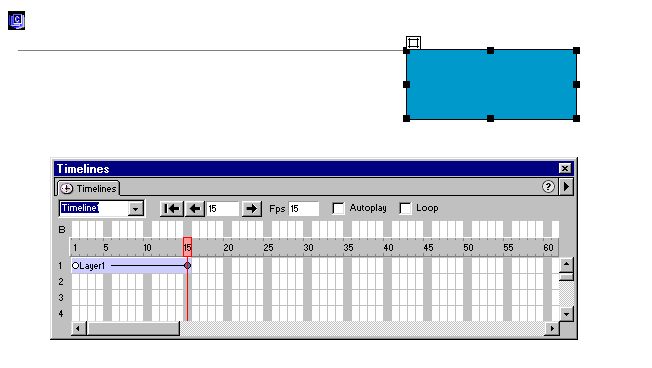 C
Timelines
Timelines ?
Timeline1 15 Fps 15 Autoplay Loop
B
1 5 10 15 20 25 30 35 40 45 50 55 60
1 Layer1
2
3
4